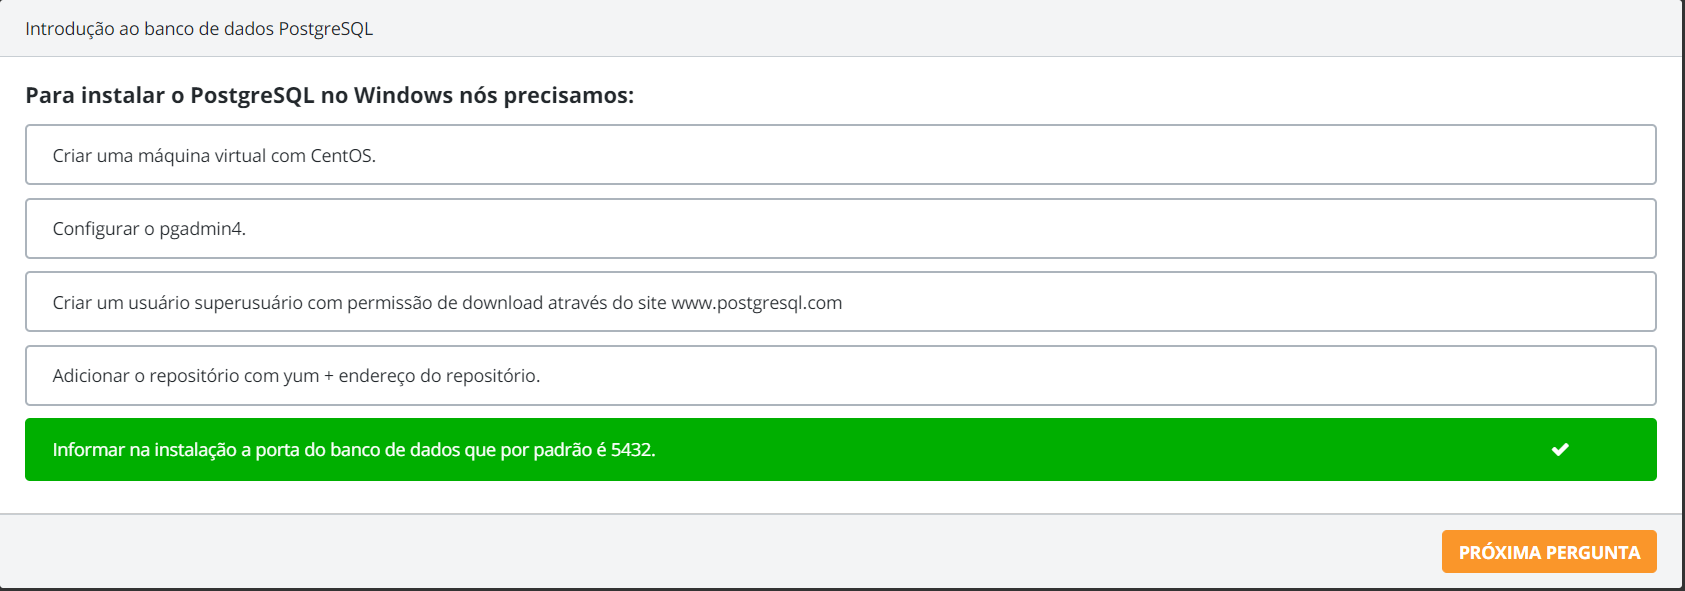 Introdução ao banco de dados PostgreSQL
Para instalar o PostgreSQL no Windows nós precisamos:
Criar uma máquina virtual com CentOS.
Configurar o pgadmin4.
Criar um usuário superusuário com permissão de download através do site www.postgresql.com
Adicionar o repositório com yum + endereço do repositório.
Informar na instalação a porta do banco de dados que por padrão é 5432.
PRÓXIMA PERGUNTA